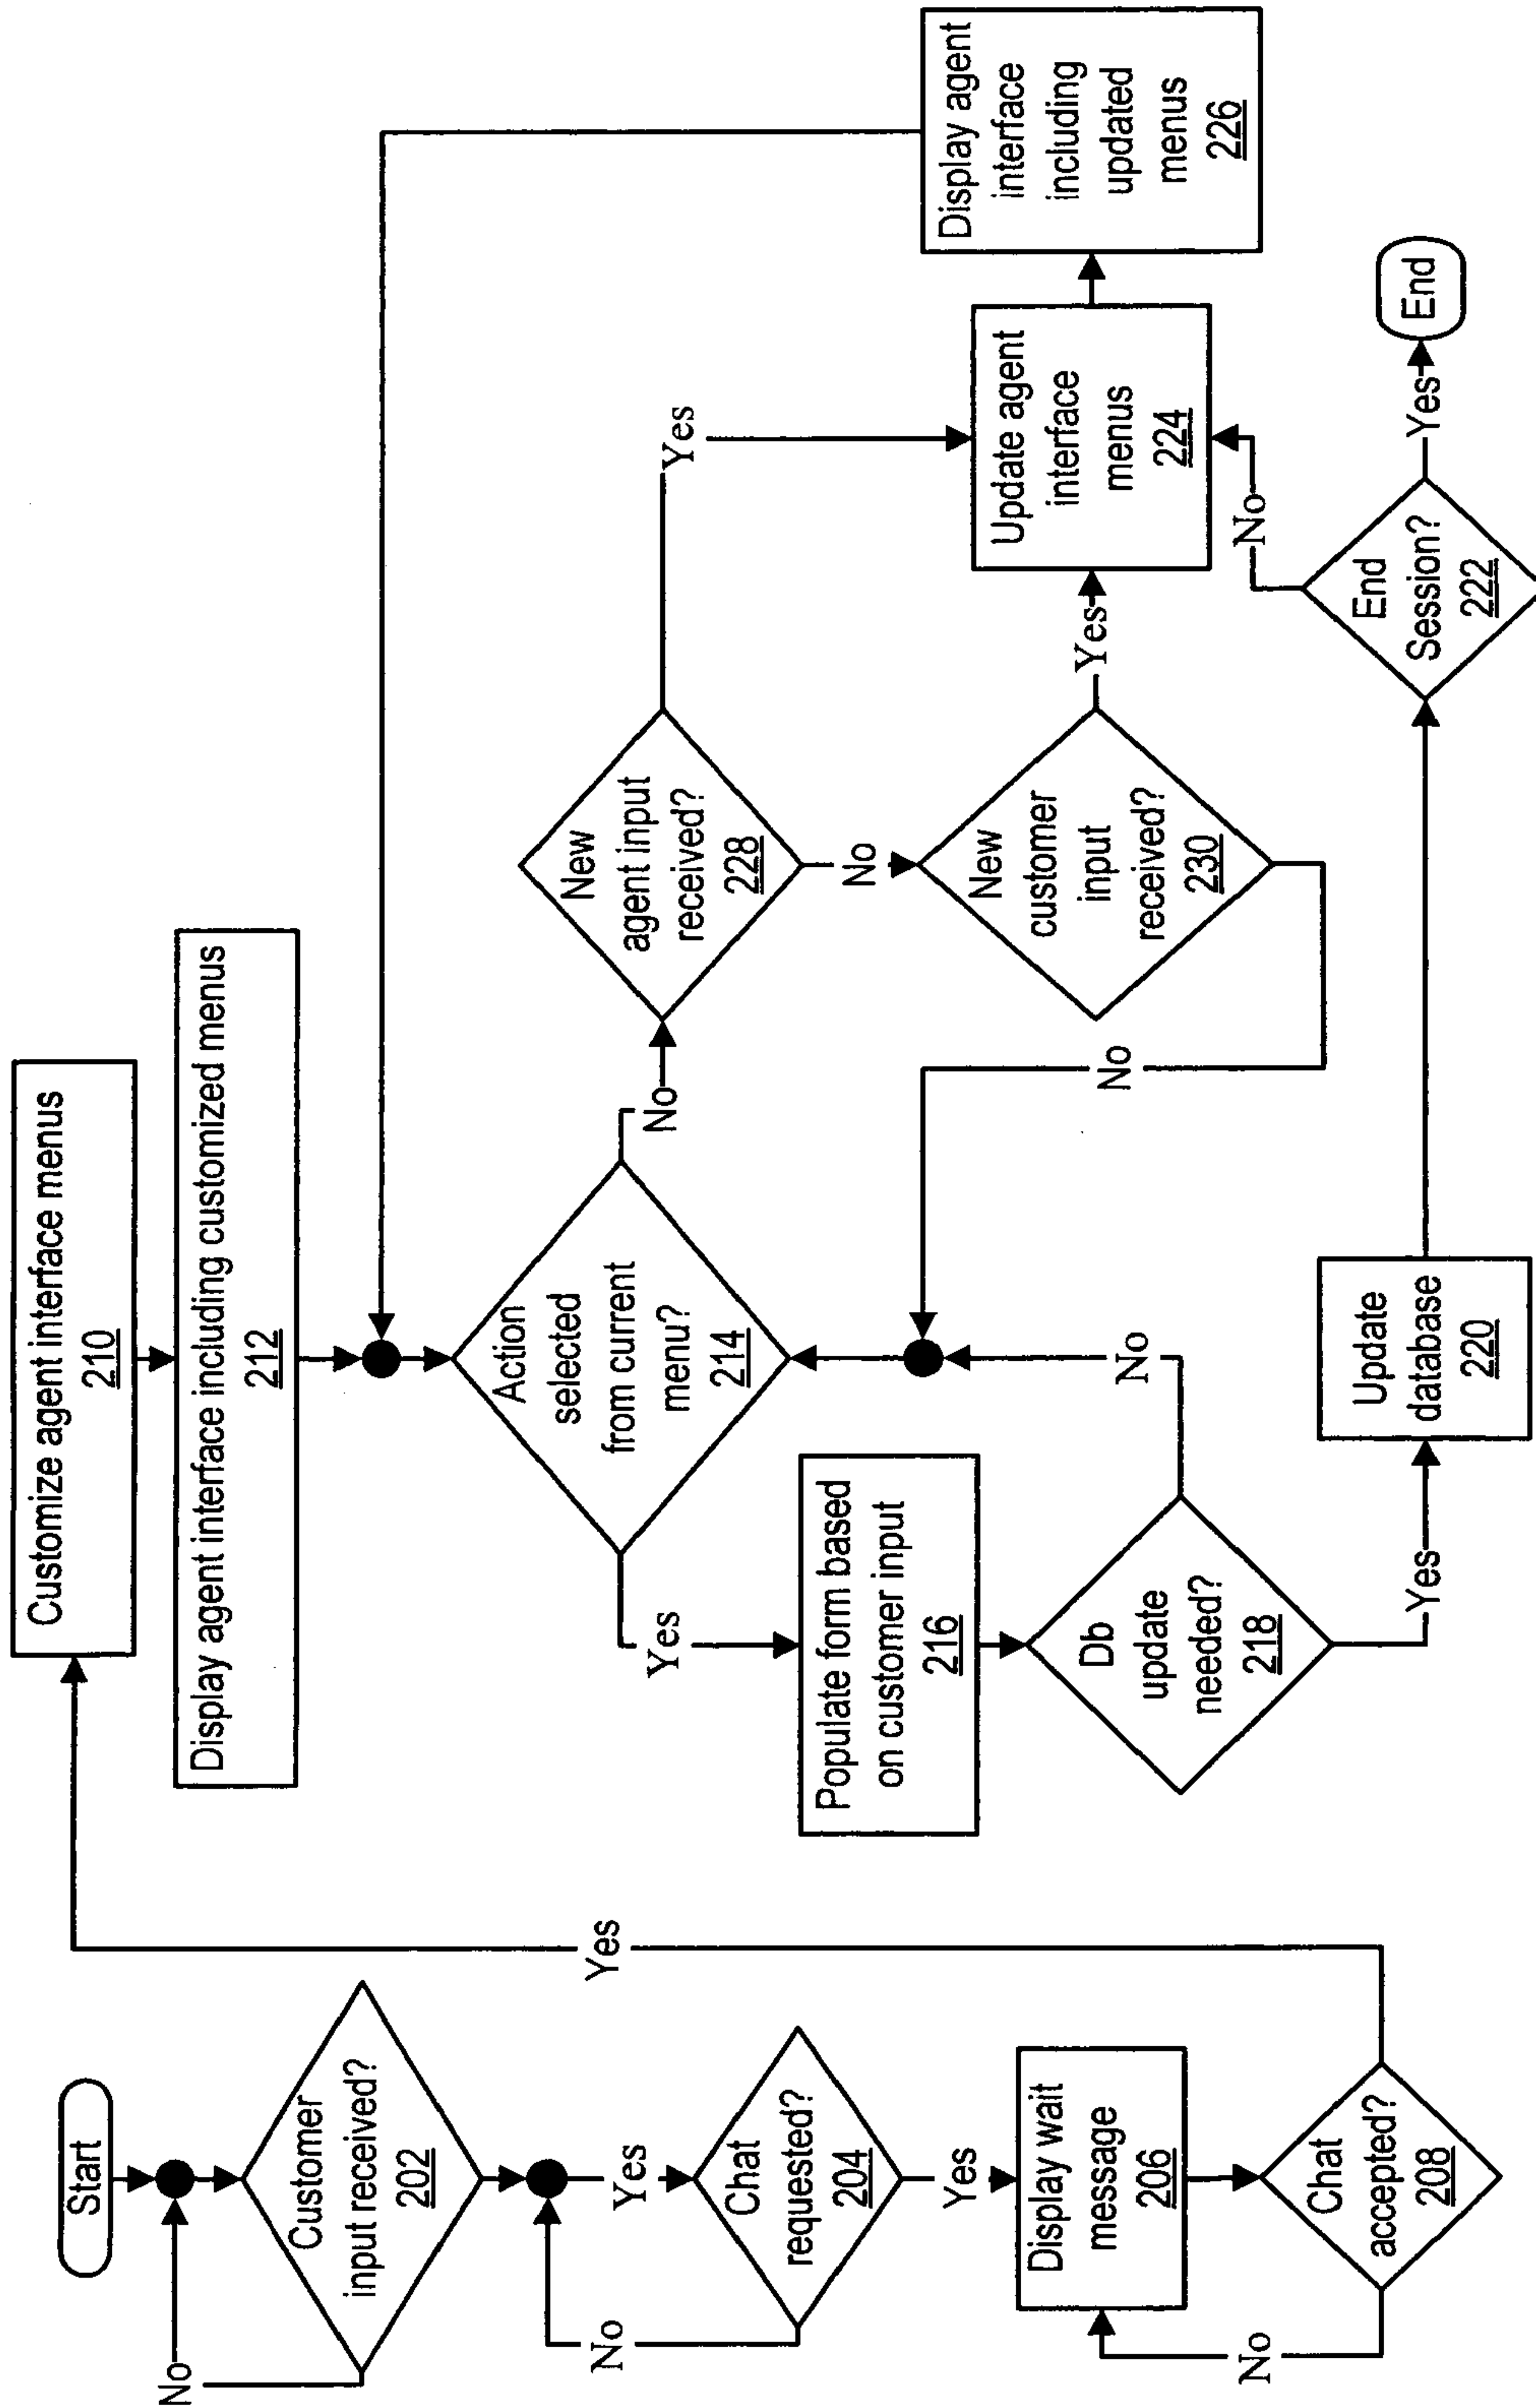 Start
No
Customer
input received?
202
Yes
No
Chat
requested?
204
Yes
Display wait
message
206
No
Chat
accepted?
208
Yes
Customize agent interface menus
210
Display agent interface including customized menus
212
Action
selected
from current
menu?
214
Yes
No
Populate form based
on customer input
216
Db
update
needed?
218
No
Yes
Update
database
220
New
agent input
received?
228
Yes
No
New
customer
input
received?
230
Yes
No
Update agent
interface
menus
224
Display agent
interface
including
updated
menus
226
No
End
Session?
222
Yes
End